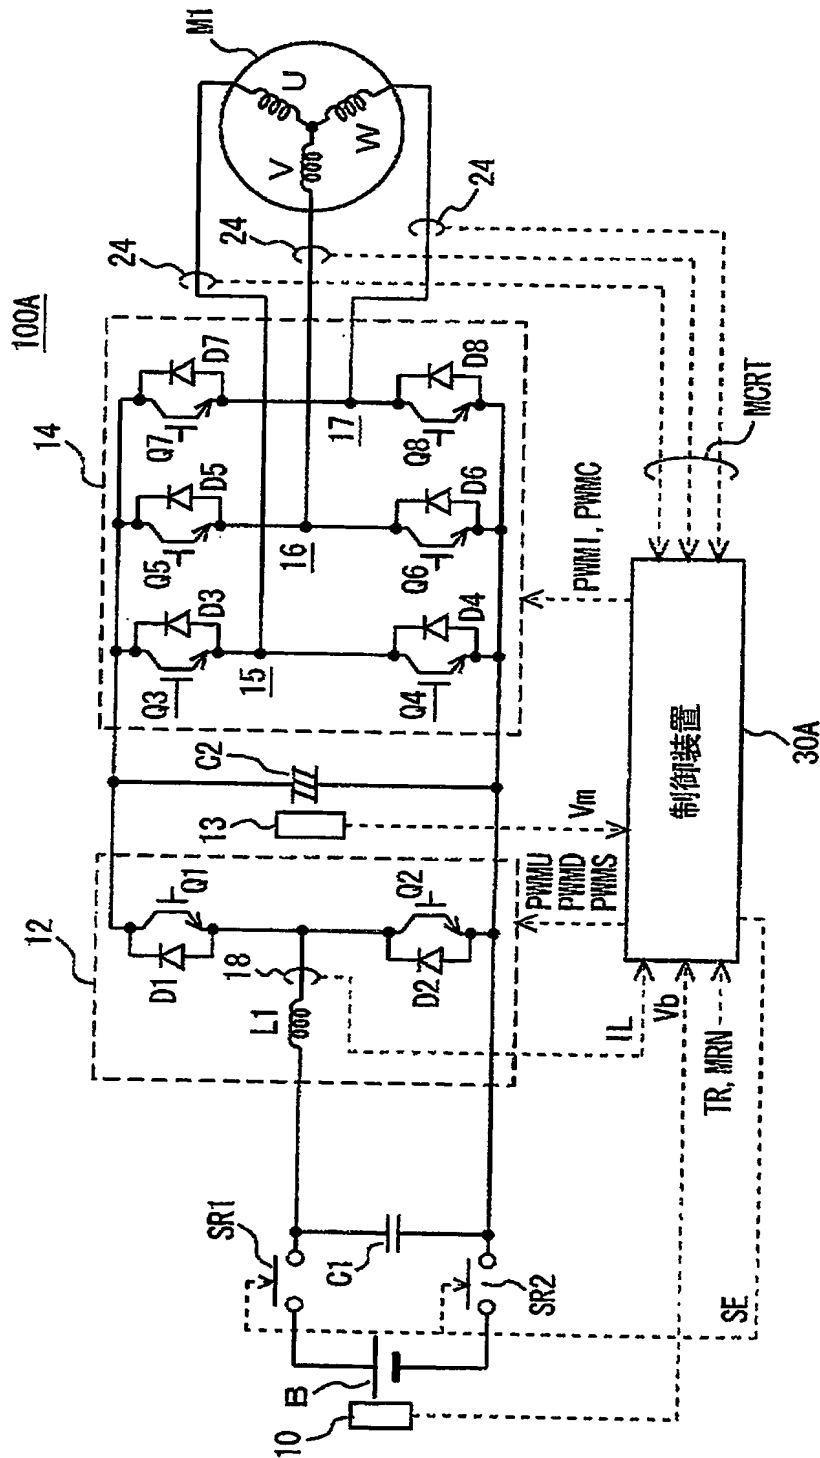 100A
12
14
M1
D1
Q1
C2
Q3
D3
Q5
D5
Q7
D7
24
24
24
U
V
W
SR1
L1
18
13
15
16
17
B
10
C1
D2
Q2
Q4
D4
Q6
D6
Q8
D8
SR2
SE
IL
Vb
TR, MRN
PWMU
PWMD
PWMS
Vm
PWMI, PWMC
MCRT
制御装置
30A